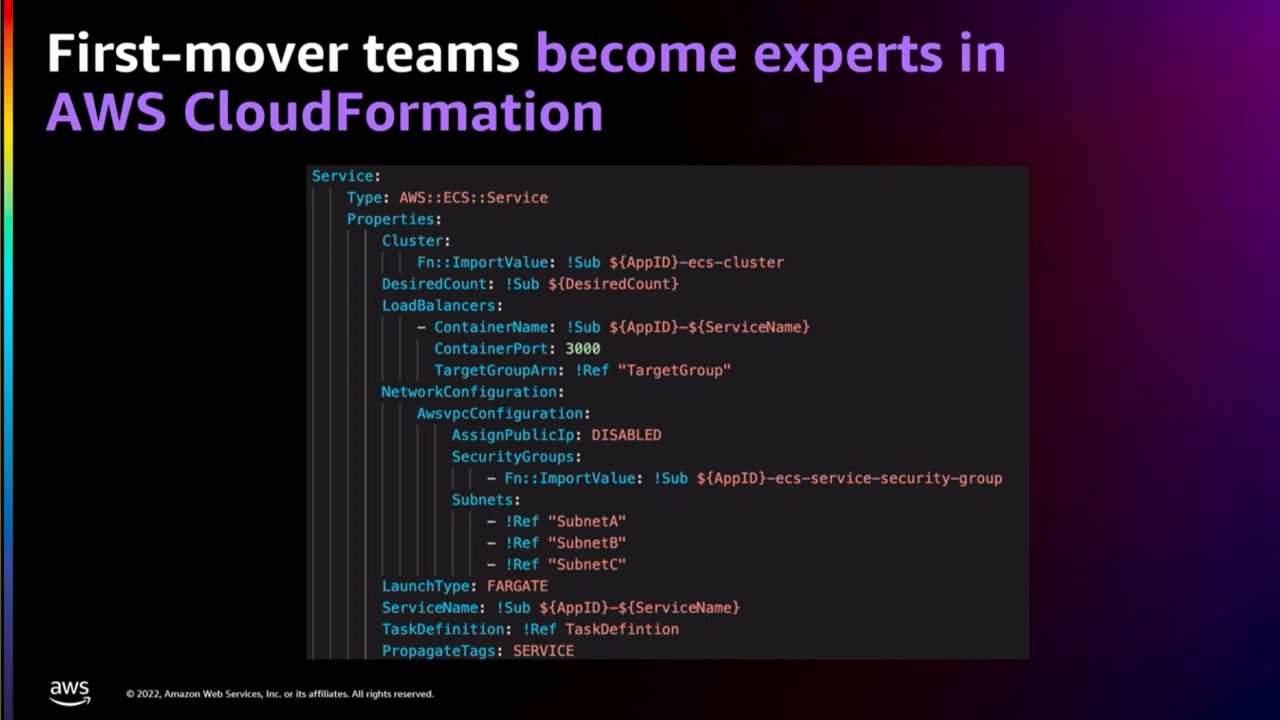 First-mover teams become experts in
AWS CloudFormation
Service:
Type: AWS::ECS::Service
Properties:
Cluster:
Fn::ImportValue: !Sub ${AppID}-ecs-cluster
DesiredCount: !Sub ${DesiredCount}
LoadBalancers:
- ContainerName: !Sub ${AppID}-${ServiceName}
ContainerPort: 3000
TargetGroupArn: !Ref "TargetGroup"
NetworkConfiguration:
AwsvpcConfiguration:
AssignPublicIp: DISABLED
SecurityGroups:
- Fn::ImportValue: !Sub ${AppID}-ecs-service-security-group
Subnets:
- !Ref "SubnetA"
- !Ref "SubnetB"
- !Ref "SubnetC"
LaunchType: FARGATE
ServiceName: !Sub ${AppID}-${ServiceName}
TaskDefinition: !Ref TaskDefintion
PropagateTags: SERVICE
aws
© 2022, Amazon Web Services, Inc. or its affiliates. All rights reserved.